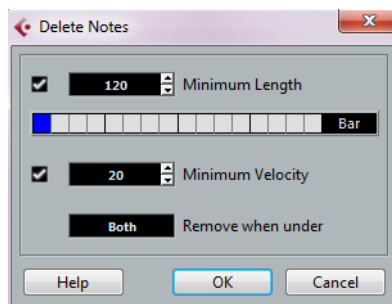 Delete Notes
120 Minimum Length
Bar
20 Minimum Velocity
Both Remove when under
Help OK Cancel